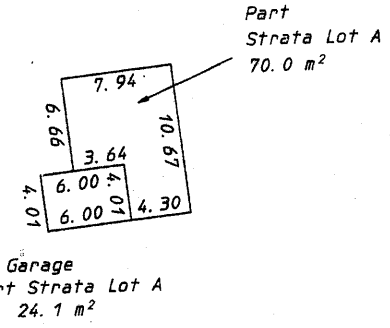 Part
Strata Lot A
70.0 m²
7.94
6.66
10.67
3.64
6.00
4.01
4.01
6.00
4.30
Garage
rt Strata Lot A
24.1 m²